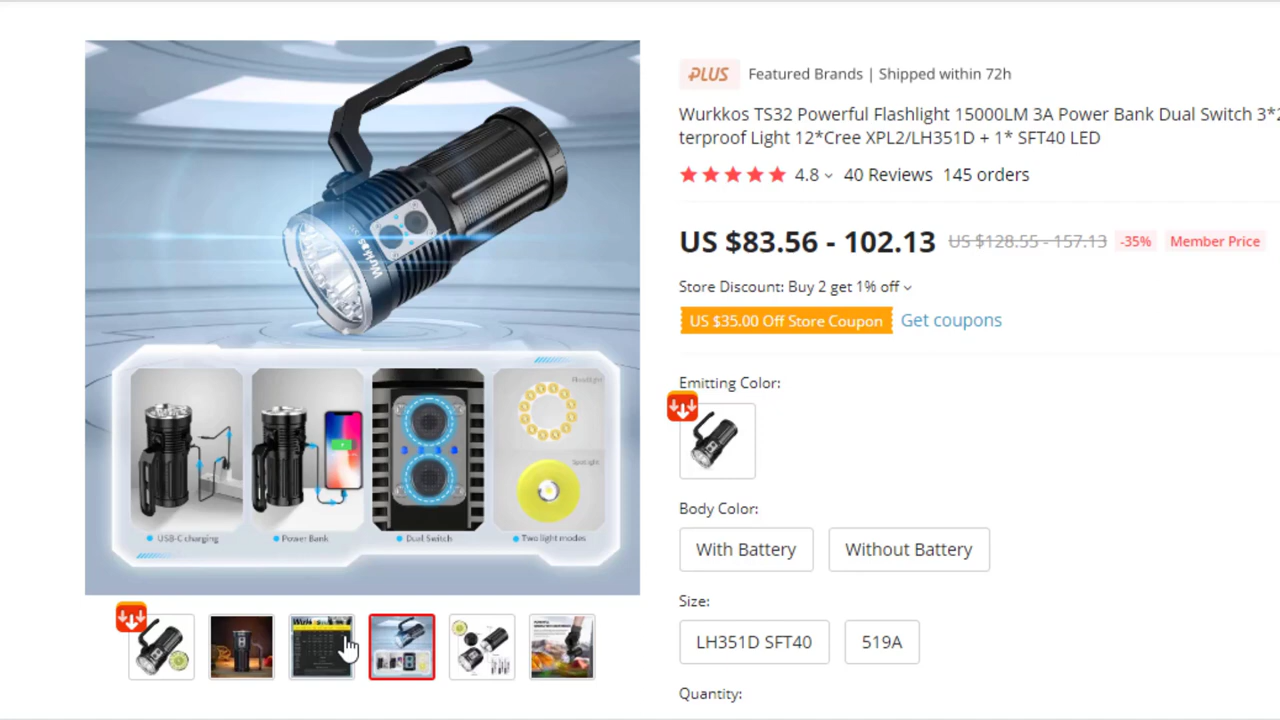 PLUS Featured Brands | Shipped within 72h
Wurkkos TS32 Powerful Flashlight 15000LM 3A Power Bank Dual Switch 3*2
terproof Light 12*Cree XPL2/LH351D + 1* SFT40 LED
4.8 40 Reviews 145 orders
US $83.56 - 102.13 US $128.55 - 157.13 -35% Member Price
Store Discount: Buy 2 get 1% off
US $35.00 Off Store Coupon Get coupons
Emitting Color:
Body Color:
With Battery Without Battery
Size:
LH351D SFT40 519A
Quantity:
Wurkkos
Floodlight
Spotlight
USB-C charging Power Bank Dual Switch Two light modes